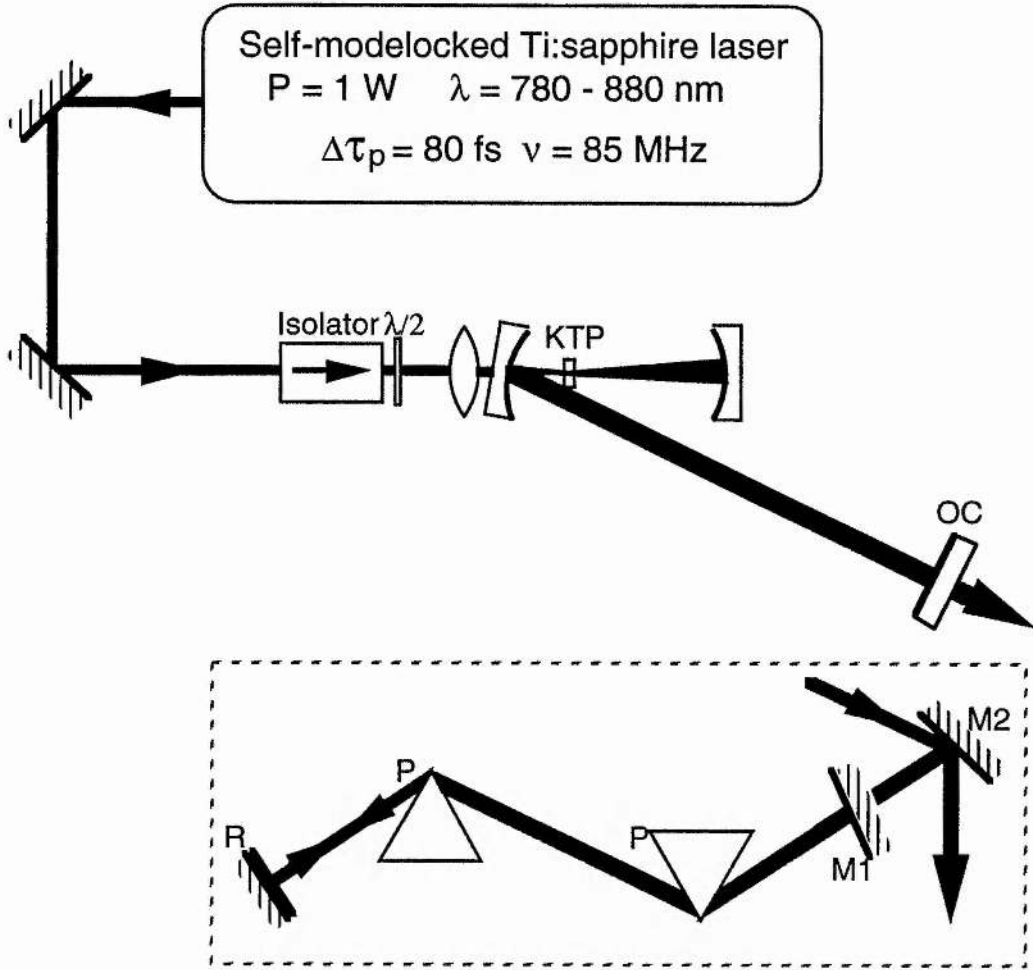 Self-modelocked Ti:sapphire laser
P = 1 W λ = 780 - 880 nm
Δτp = 80 fs ν = 85 MHz
Isolator λ/2
KTP
OC
M2
P
P
R
M1